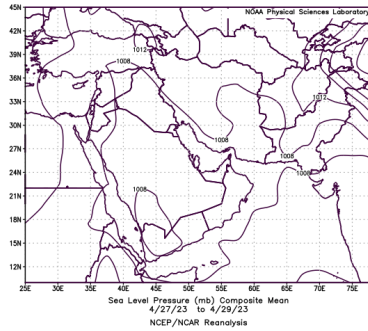 NOAA Physical Sciences Laboratory
45N
42N
39N
36N
33N
30N
27N
24N
21N
18N
15N
12N
1012
1008
1012
1008
1008
1008
1008
25E 30E 35E 40E 45E 50E 55E 60E 65E 70E 75E
Sea Level Pressure (mb) Composite Mean
4/27/23 to 4/29/23
NCEP/NCAR Reanalysis